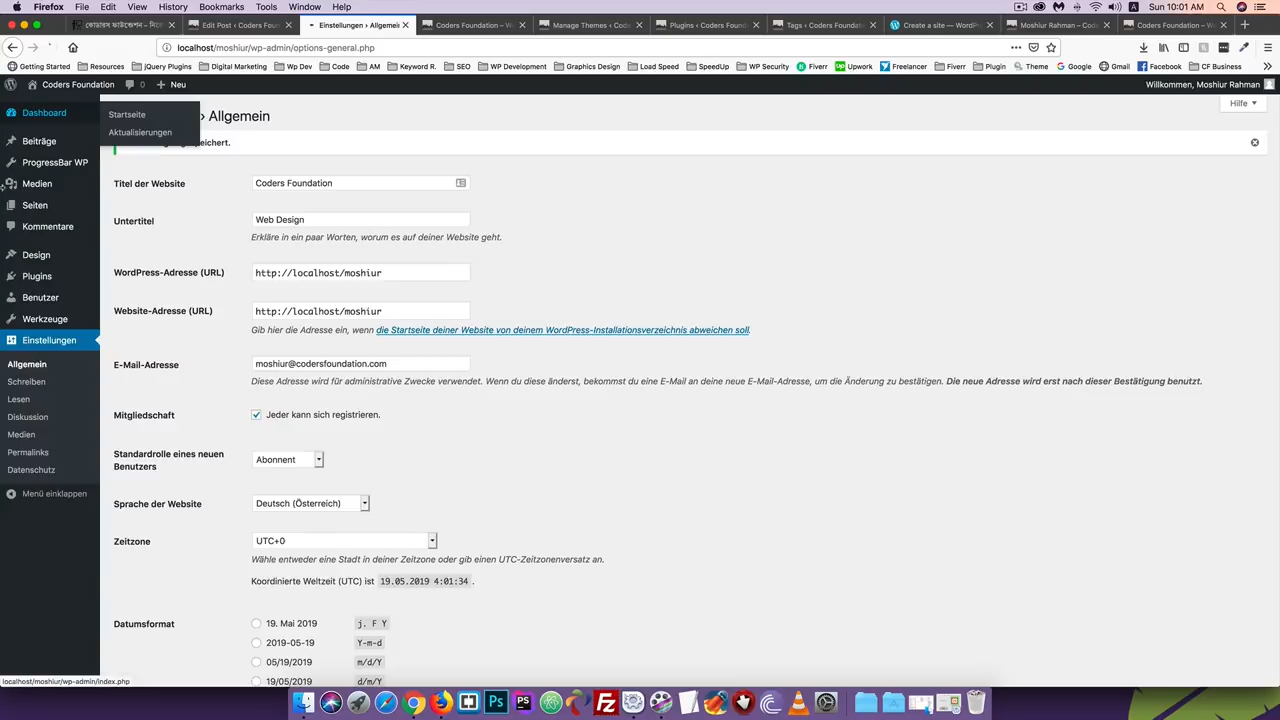 Firefox File Edit View History Bookmarks Tools Window Help
Sun 10:01 AM
Edit Post ‹ Coders Found
Einstellungen ‹ Allgemein
Coders Foundation – We
Manage Themes ‹ Coders
Plugins ‹ Coders Founda
Tags ‹ Coders Foundatio
Create a site — WordPre
Moshiur Rahman – Code
Coders Foundation – We
localhost/moshiur/wp-admin/options-general.php
Getting Started Resources jQuery Plugins Digital Marketing Wp Dev Code AM Keyword R. SEO WP Development Graphics Design Load Speed SpeedUp WP Security Fiverr Upwork Freelancer Fiverr Plugin Theme Google Gmail Facebook CF Business
Coders Foundation 0 Neu
Willkommen, Moshiur Rahman
Hilfe
Dashboard
Startseite
Aktualisierungen
› Allgemein
Beiträge
ProgressBar WP
Medien
Seiten
Kommentare
Design
Plugins
Benutzer
Werkzeuge
Einstellungen
Allgemein
Schreiben
Lesen
Diskussion
Medien
Permalinks
Datenschutz
Menü einklappen
Titel der Website
Coders Foundation
Untertitel
Web Design
Erkläre in ein paar Worten, worum es auf deiner Website geht.
WordPress-Adresse (URL)
http://localhost/moshiur
Website-Adresse (URL)
http://localhost/moshiur
Gib hier die Adresse ein, wenn die Startseite deiner Website von deinem WordPress-Installationsverzeichnis abweichen soll.
E-Mail-Adresse
moshiur@codersfoundation.com
Diese Adresse wird für administrative Zwecke verwendet. Wenn du diese änderst, bekommst du eine E-Mail an deine neue E-Mail-Adresse, um die Änderung zu bestätigen. Die neue Adresse wird erst nach dieser Bestätigung benutzt.
Mitgliedschaft
Jeder kann sich registrieren.
Standardrolle eines neuen
Benutzers
Abonnent
Sprache der Website
Deutsch (Österreich)
Zeitzone
UTC+0
Wähle entweder eine Stadt in deiner Zeitzone oder gib einen UTC-Zeitzonenversatz an.
Koordinierte Weltzeit (UTC) ist 19.05.2019 4:01:34.
Datumsformat
19. Mai 2019 j. F Y
2019-05-19 Y-m-d
05/19/2019 m/d/Y
19/05/2019 d/m/Y
localhost/moshiur/wp-admin/index.php
Ps
PS
Fz